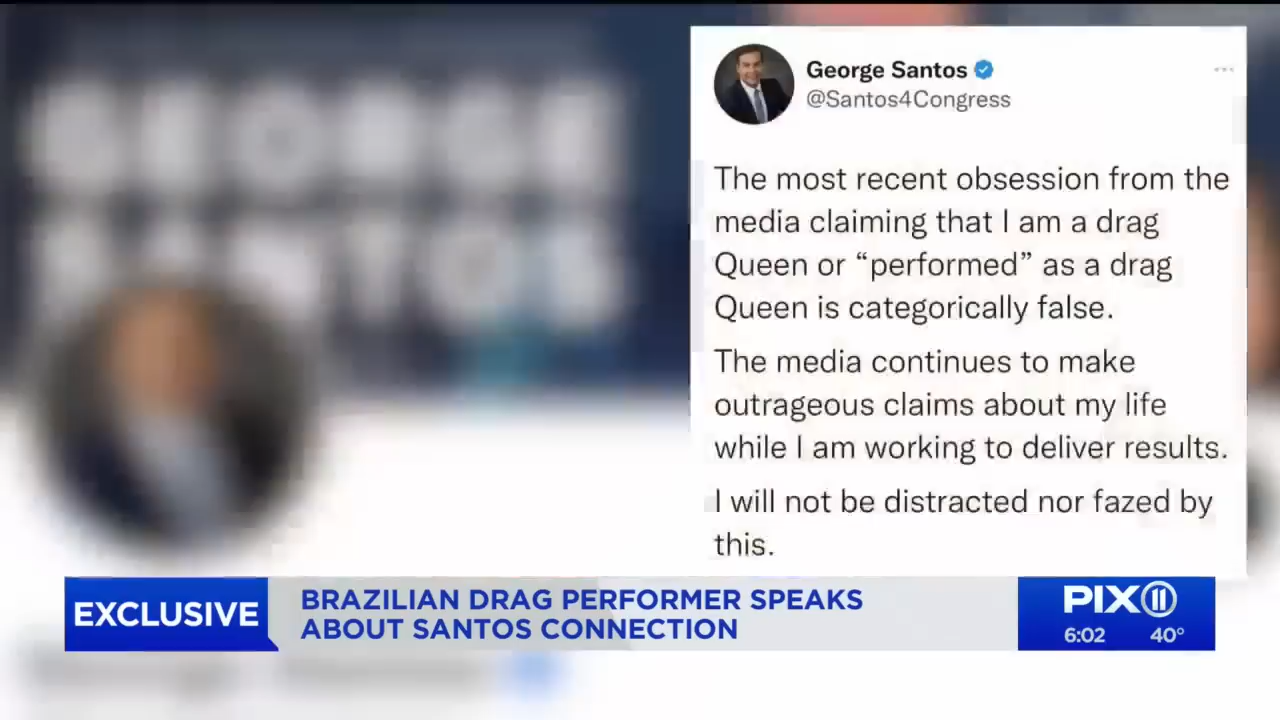 GEORGE
SANTOS
George Santos
@Santos4Congress
The most recent obsession from the
media claiming that I am a drag
Queen or “performed” as a drag
Queen is categorically false.
The media continues to make
outrageous claims about my life
while I am working to deliver results.
I will not be distracted nor fazed by
this.
EXCLUSIVE
BRAZILIAN DRAG PERFORMER SPEAKS
ABOUT SANTOS CONNECTION
PIX11
6:02 40°